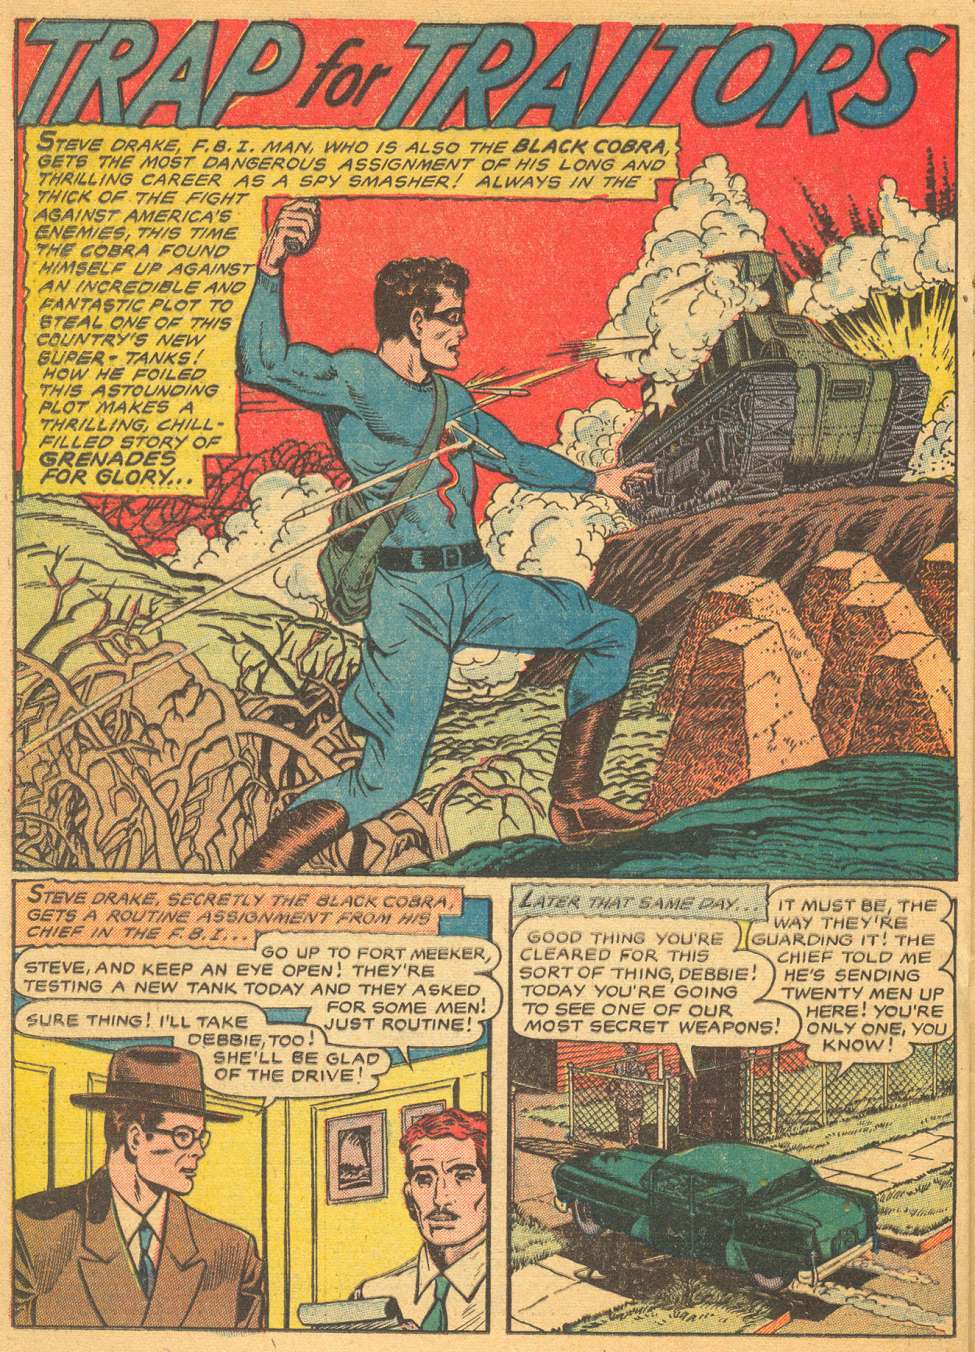 TRAP for TRAITORS
STEVE DRAKE, F.B.I. MAN, WHO IS ALSO THE BLACK COBRA,
GETS THE MOST DANGEROUS ASSIGNMENT OF HIS LONG AND
THRILLING CAREER AS A SPY SMASHER! ALWAYS IN THE
THICK OF THE FIGHT
AGAINST AMERICA'S
ENEMIES, THIS TIME
THE COBRA FOUND
HIMSELF UP AGAINST
AN INCREDIBLE AND
FANTASTIC PLOT TO
STEAL ONE OF THIS
COUNTRY'S NEW
SUPER-TANKS!
HOW HE FOILED
THIS ASTOUNDING
PLOT MAKES A
THRILLING, CHILL-
FILLED STORY OF
GRENADES
FOR GLORY...
STEVE DRAKE, SECRETLY THE BLACK COBRA,
GETS A ROUTINE ASSIGNMENT FROM HIS
CHIEF IN THE F.B.I...
GO UP TO FORT MEEKER,
STEVE, AND KEEP AN EYE OPEN! THEY'RE
TESTING A NEW TANK TODAY AND THEY ASKED
FOR SOME MEN!
JUST ROUTINE!
SURE THING! I'LL TAKE
DEBBIE, TOO!
SHE'LL BE GLAD
OF THE DRIVE!
LATER THAT SAME DAY...
GOOD THING YOU'RE
CLEARED FOR THIS
SORT OF THING, DEBBIE!
TODAY YOU'RE GOING
TO SEE ONE OF OUR
MOST SECRET WEAPONS!
IT MUST BE, THE
WAY THEY'RE
GUARDING IT! THE
CHIEF TOLD ME
HE'S SENDING
TWENTY MEN UP
HERE! YOU'RE
ONLY ONE, YOU
KNOW!